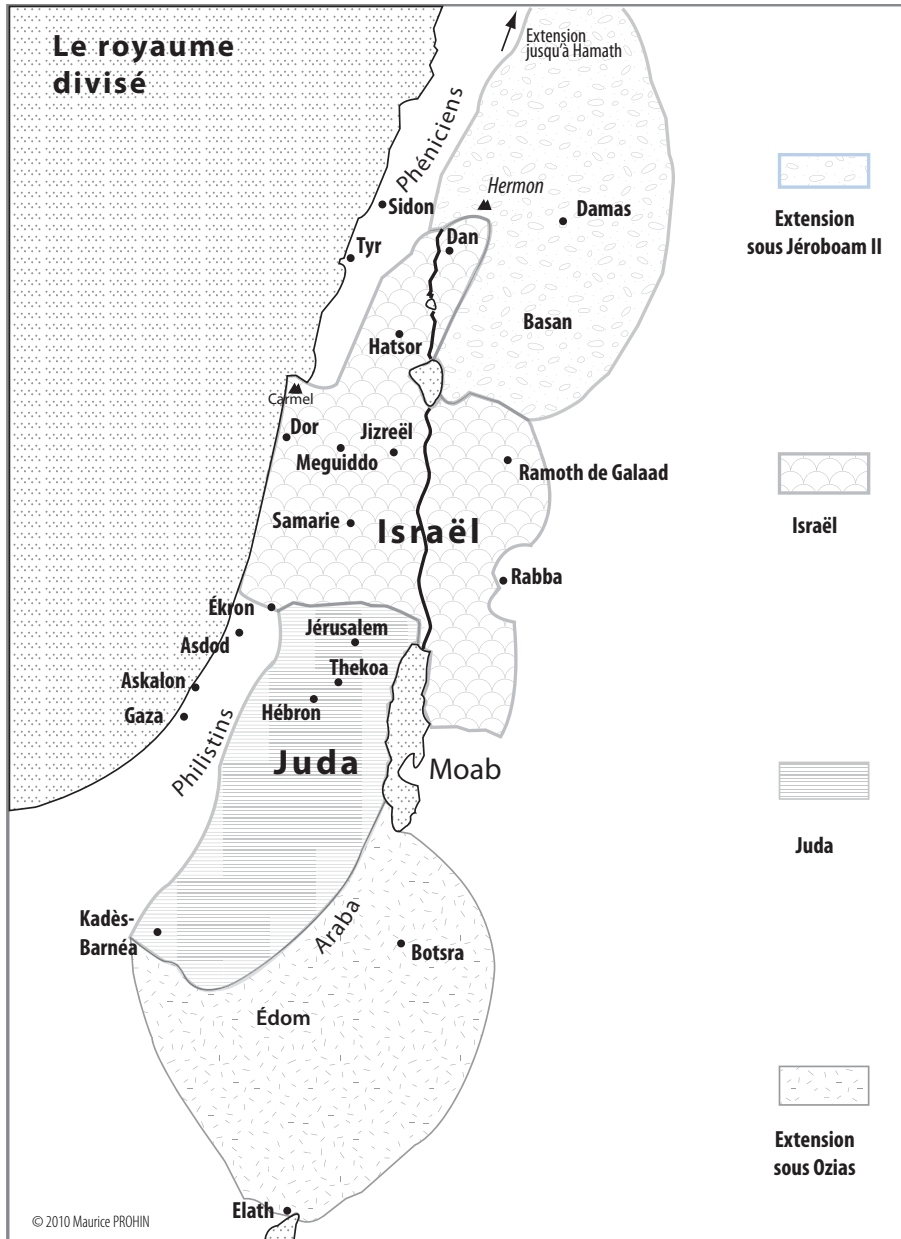 Le royaume
divisé
Extension
jusqu'à Hamath
Phéniciens
Hermon
Sidon
Damas
Extension
sous Jéroboam II
Tyr
Dan
Basan
Hatsor
Carmel
Dor
Jizreël
Meguiddo
Ramoth de Galaad
Samarie
Israël
Israël
Rabba
Ékron
Jérusalem
Asdod
Thekoa
Askalon
Hébron
Gaza
Philistins
Juda
Moab
Juda
Kadès-
Barnéa
Araba
Botsra
Édom
Extension
sous Ozias
Elath
© 2010 Maurice PROHIN